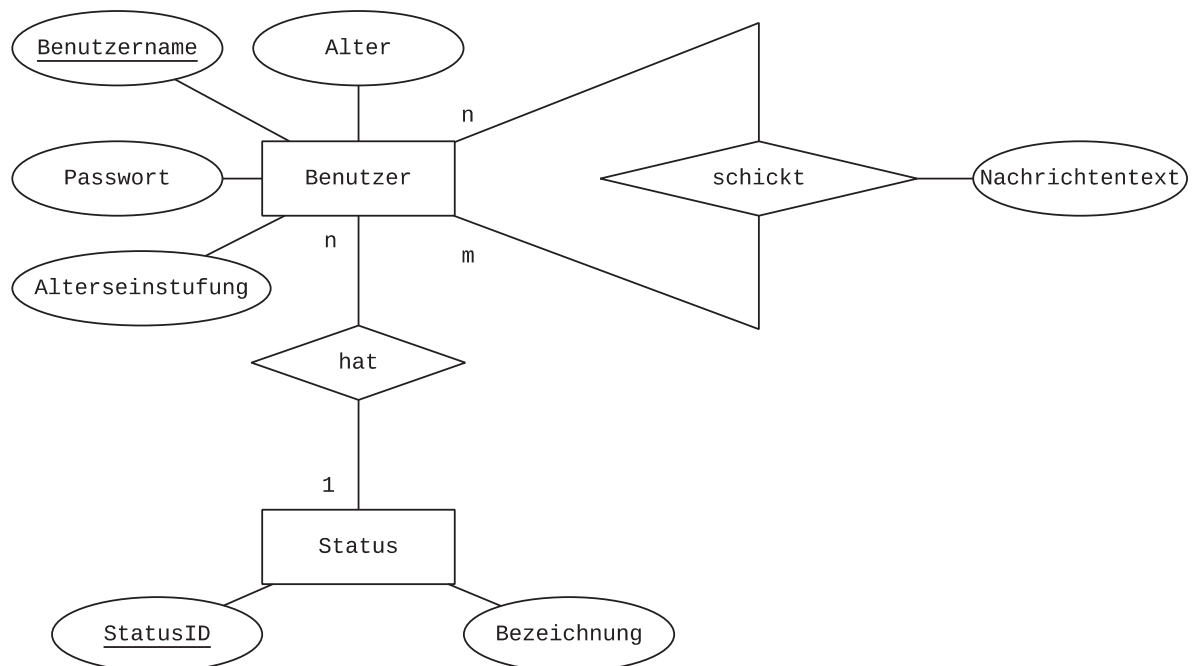 Benutzername
Alter
n
Passwort
Benutzer
schickt
Nachrichtentext
n
m
Alterseinstufung
hat
1
Status
StatusID
Bezeichnung